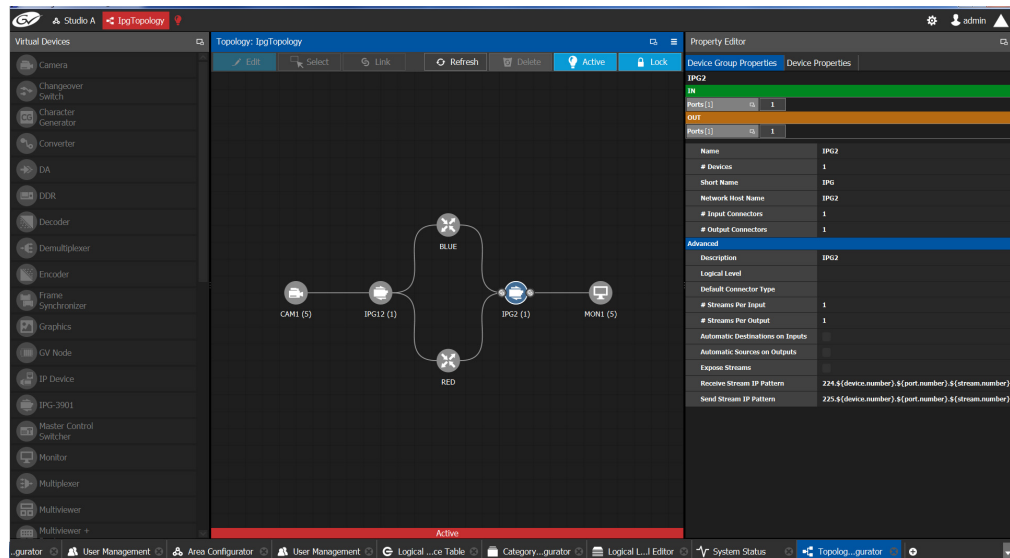 GV
Studio A
IpgTopology
admin
Virtual Devices
Camera
Changeover
Switch
CG
Character
Generator
Converter
DA
DDR
Decoder
Demultiplexer
Encoder
Frame
Synchronizer
Graphics
GV Node
IP Device
IPG-3901
Master Control
Switcher
Monitor
Multiplexer
Multiviewer
Multiviewer +
Topology: IpgTopology
Edit
Select
Link
Refresh
Delete
Active
Lock
BLUE
CAM1 (5)
IPG12 (1)
IPG2 (1)
MON1 (5)
RED
Active
Property Editor
Device Group Properties
Device Properties
IPG2
IN
Ports [1]
1
OUT
Ports [1]
1
Name IPG2
# Devices 1
Short Name IPG
Network Host Name IPG2
# Input Connectors 1
# Output Connectors 1
Advanced
Description IPG2
Logical Level
Default Connector Type
# Streams Per Input 1
# Streams Per Output 1
Automatic Destinations on Inputs
Automatic Sources on Outputs
Expose Streams
Receive Stream IP Pattern 224.${device.number}.${port.number}.${stream.number}
Send Stream IP Pattern 225.${device.number}.${port.number}.${stream.number}
..gurator
User Management
Area Configurator
User Management
Logical ...ce Table
Category...gurator
Logical L...l Editor
System Status
Topolog...gurator